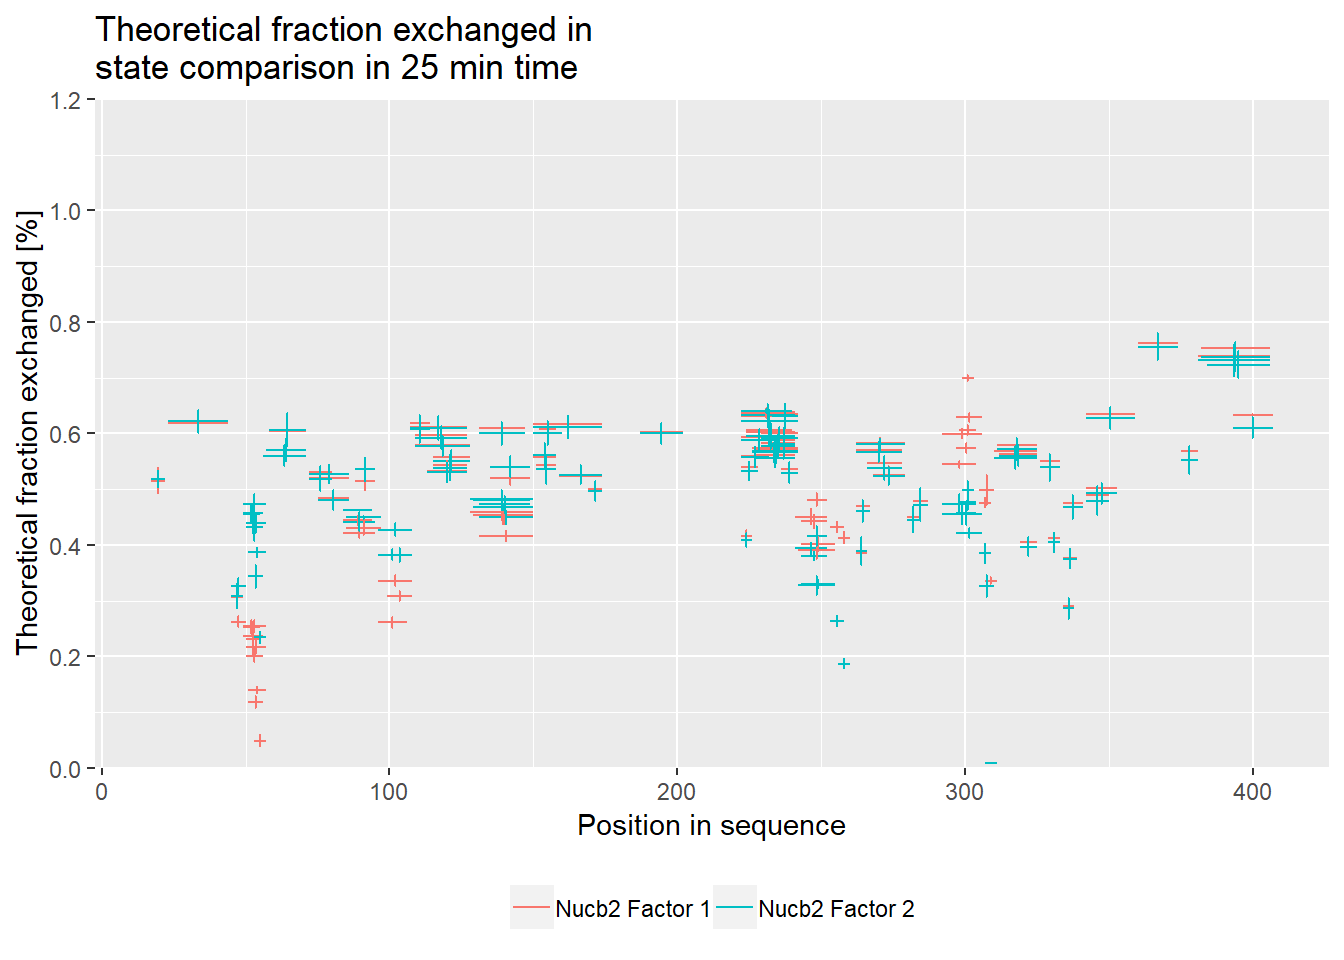 Theoretical fraction exchanged in
state comparison in 25 min time
Theoretical fraction exchanged [%]
1.2
1.0
0.8
0.6
0.4
0.2
0.0
0 100 200 300 400
Position in sequence
Nucb2 Factor 1 Nucb2 Factor 2